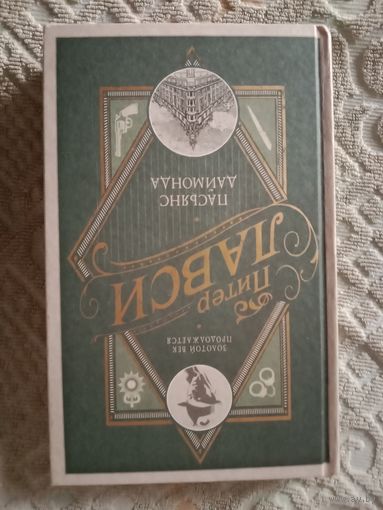 Питер
ЛАВСИ
ЗОЛОТОЙ ВЕК
ПРОДОЛЖАЕТСЯ
ПАСЬЯНС
ДАЙМОНДА